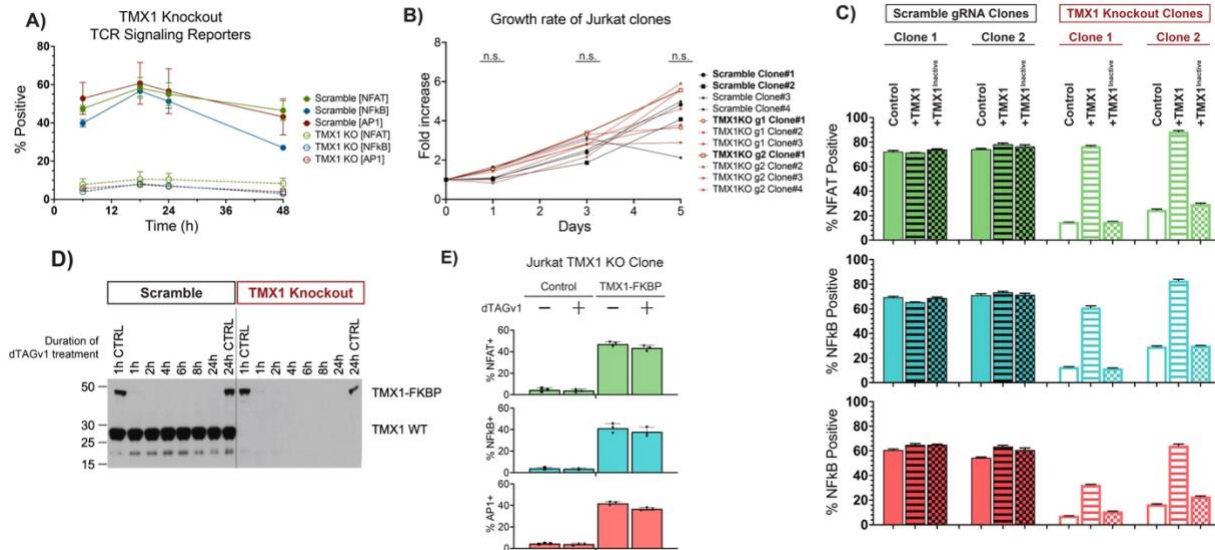 A)
TMX1 Knockout
TCR Signaling Reporters
% Positive
80
60
40
20
0
0 12 24 36 48
Time (h)
Scramble [NFAT]
Scramble [NFkB]
Scramble [AP1]
TMX1 KO [NFAT]
TMX1 KO [NFkB]
TMX1 KO [AP1]
B)
Growth rate of Jurkat clones
Fold increase
8
6
4
2
0
n.s. n.s. n.s.
0 1 2 3 4 5
Days
Scramble Clone#1
Scramble Clone#2
Scramble Clone#3
Scramble Clone#4
TMX1KO g1 Clone#1
TMX1KO g1 Clone#2
TMX1KO g1 Clone#3
TMX1KO g2 Clone#1
TMX1KO g2 Clone#2
TMX1KO g2 Clone#3
TMX1KO g2 Clone#4
C)
Scramble gRNA Clones TMX1 Knockout Clones
Clone 1 Clone 2 Clone 1 Clone 2
Control +TMX1 +TMX1Inactive Control +TMX1 +TMX1Inactive Control +TMX1 +TMX1Inactive Control +TMX1 +TMX1Inactive
% NFAT Positive
100
80
60
40
20
0
% NFkB Positive
100
80
60
40
20
0
% NFkB Positive
100
80
60
40
20
0
D)
Scramble TMX1 Knockout
Duration of
dTAGv1 treatment
1h CTRL 1h 2h 4h 6h 8h 24h 24h CTRL 1h CTRL 1h 2h 4h 6h 8h 24h 24h CTRL
50
30
25
15
TMX1-FKBP
TMX1 WT
E)
Jurkat TMX1 KO Clone
Control TMX1-FKBP
dTAGv1 — + — +
% NFAT+
60
40
20
0
% NFkB+
60
40
20
0
% AP1+
60
40
20
0